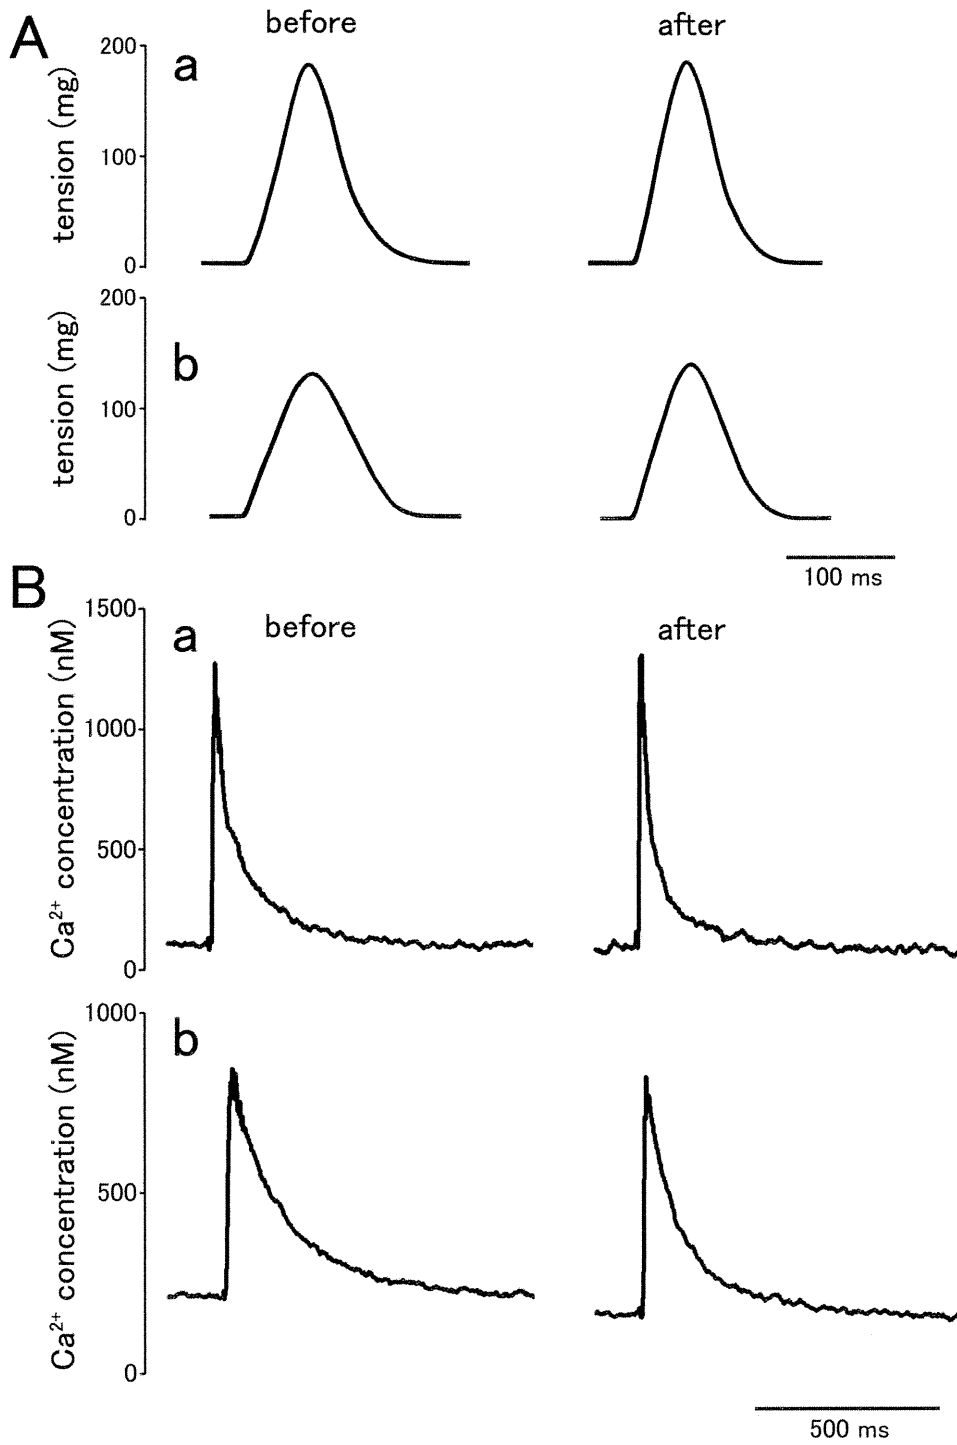 A
before
after
a
tension (mg)
200
100
0
b
tension (mg)
200
100
0
100 ms
B
before
after
a
Ca²⁺ concentration (nM)
1500
1000
500
0
b
Ca²⁺ concentration (nM)
1000
500
0
500 ms